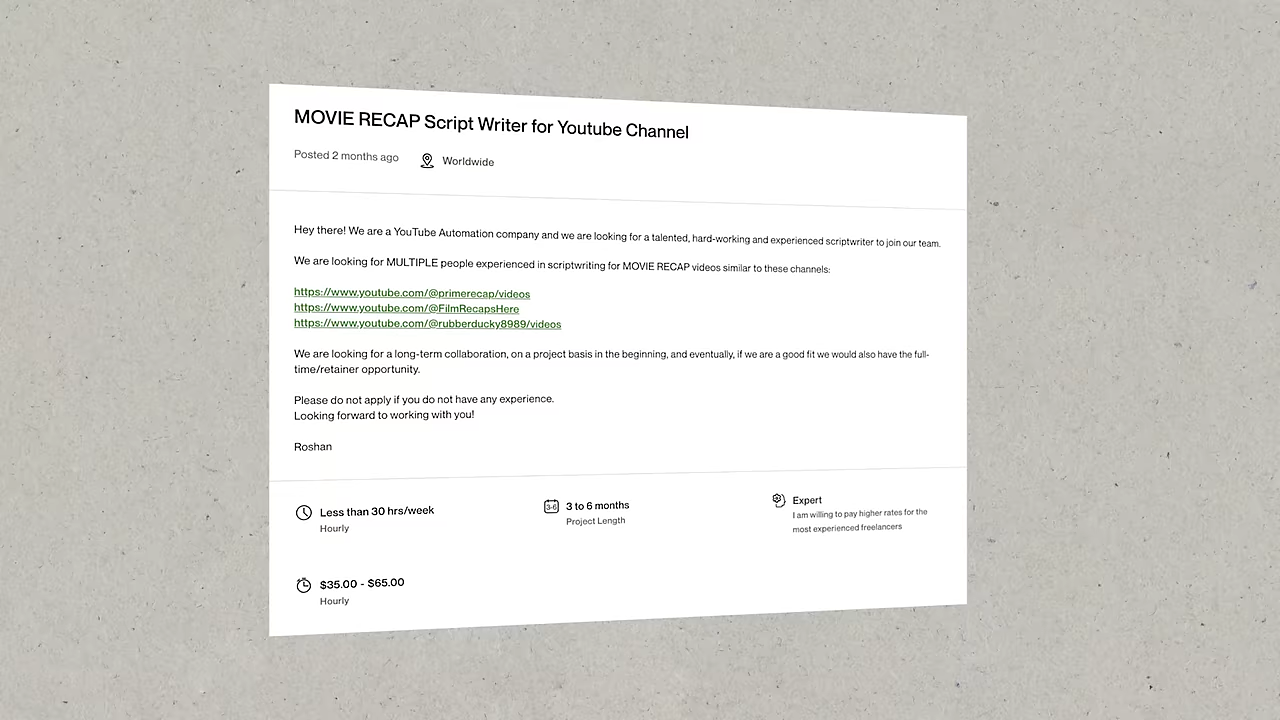 MOVIE RECAP Script Writer for Youtube Channel
Posted 2 months ago
Worldwide
Hey there! We are a YouTube Automation company and we are looking for a talented, hard-working and experienced scriptwriter to join our team.
We are looking for MULTIPLE people experienced in scriptwriting for MOVIE RECAP videos similar to these channels:
https://www.youtube.com/@primerecap/videos
https://www.youtube.com/@FilmRecapsHere
https://www.youtube.com/@rubberducky8989/videos
We are looking for a long-term collaboration, on a project basis in the beginning, and eventually, if we are a good fit we would also have the full-
time/retainer opportunity.
Please do not apply if you do not have any experience.
Looking forward to working with you!
Roshan
Less than 30 hrs/week
Hourly
3-6
3 to 6 months
Project Length
Expert
I am willing to pay higher rates for the
most experienced freelancers
$35.00 - $65.00
Hourly